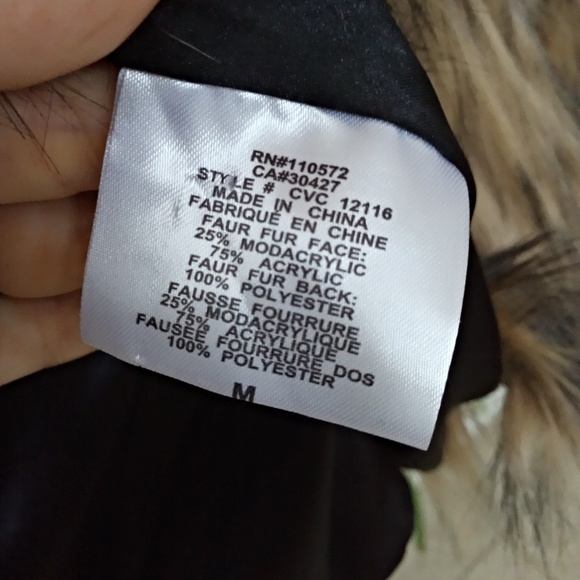 RN#110572
CA#30427
STYLE # CVC 12116
MADE IN CHINA
FABRIQUÉ EN CHINE
FAUR FUR FACE:
25% MODACRYLIC
75% ACRYLIC
FAUR FUR BACK:
100% POLYESTER
FAUSSE FOURRURE
25% MODACRYLIQUE
75% ACRYLIQUE
FAUSEE FOURRURE DOS
100% POLYESTER
M